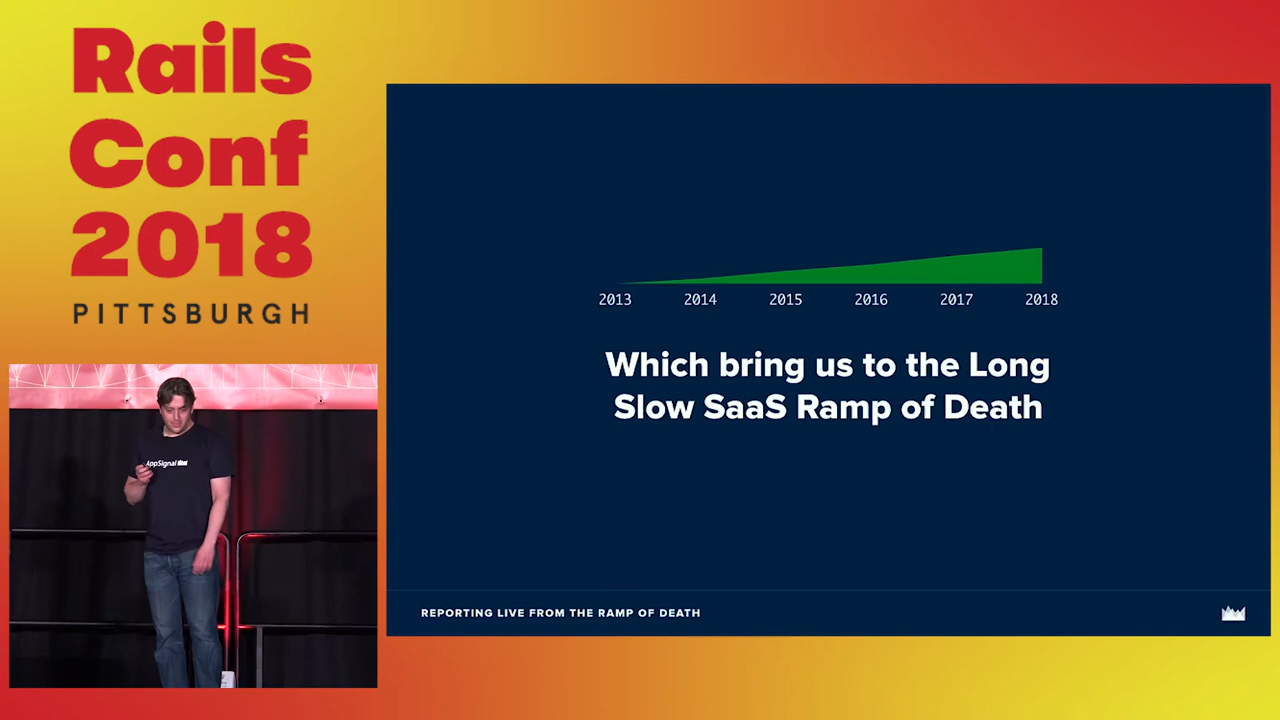 Rails
Conf
2018
PITTSBURGH
AppSignal
2013 2014 2015 2016 2017 2018
Which bring us to the Long
Slow SaaS Ramp of Death
REPORTING LIVE FROM THE RAMP OF DEATH